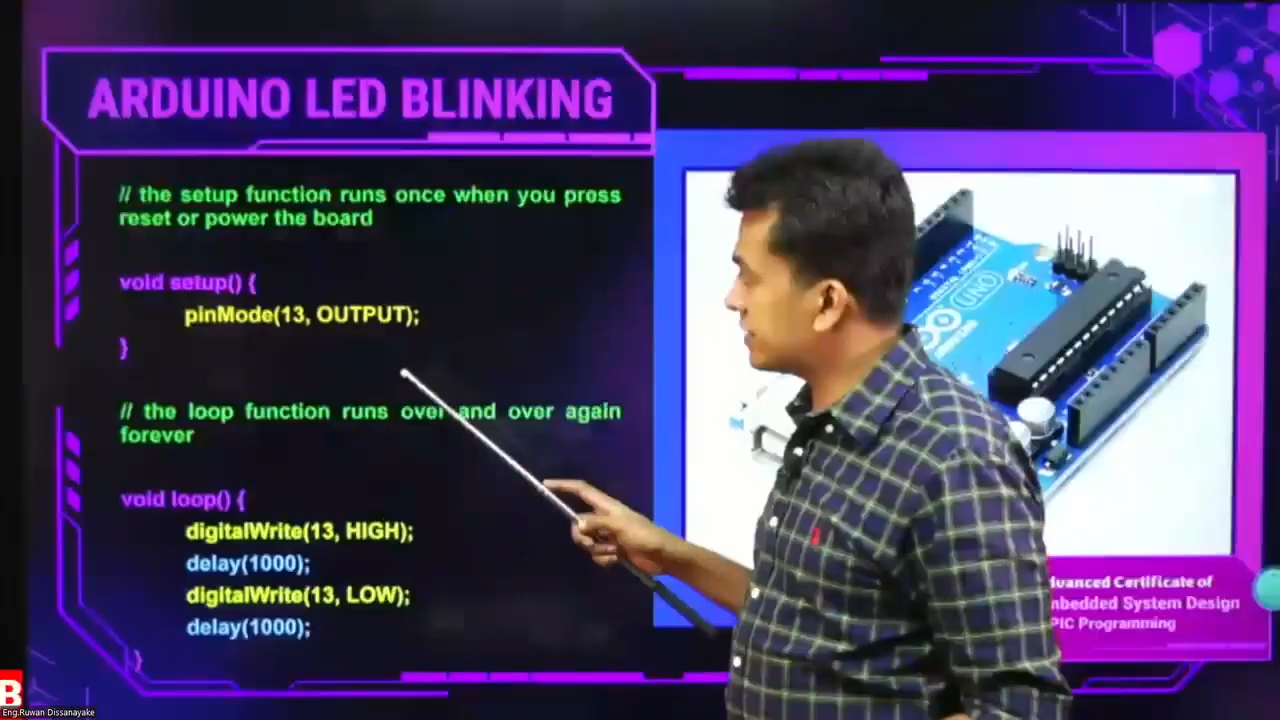 ARDUINO LED BLINKING
// the setup function runs once when you press
reset or power the board
void setup() {
pinMode(13, OUTPUT);
}
// the loop function runs over and over again
forever
void loop() {
digitalWrite(13, HIGH);
delay(1000);
digitalWrite(13, LOW);
delay(1000);
}
UNO
dvanced Certificate of
mbedded System Design
PIC Programming
B
Eng.Ruwan Dissanayake